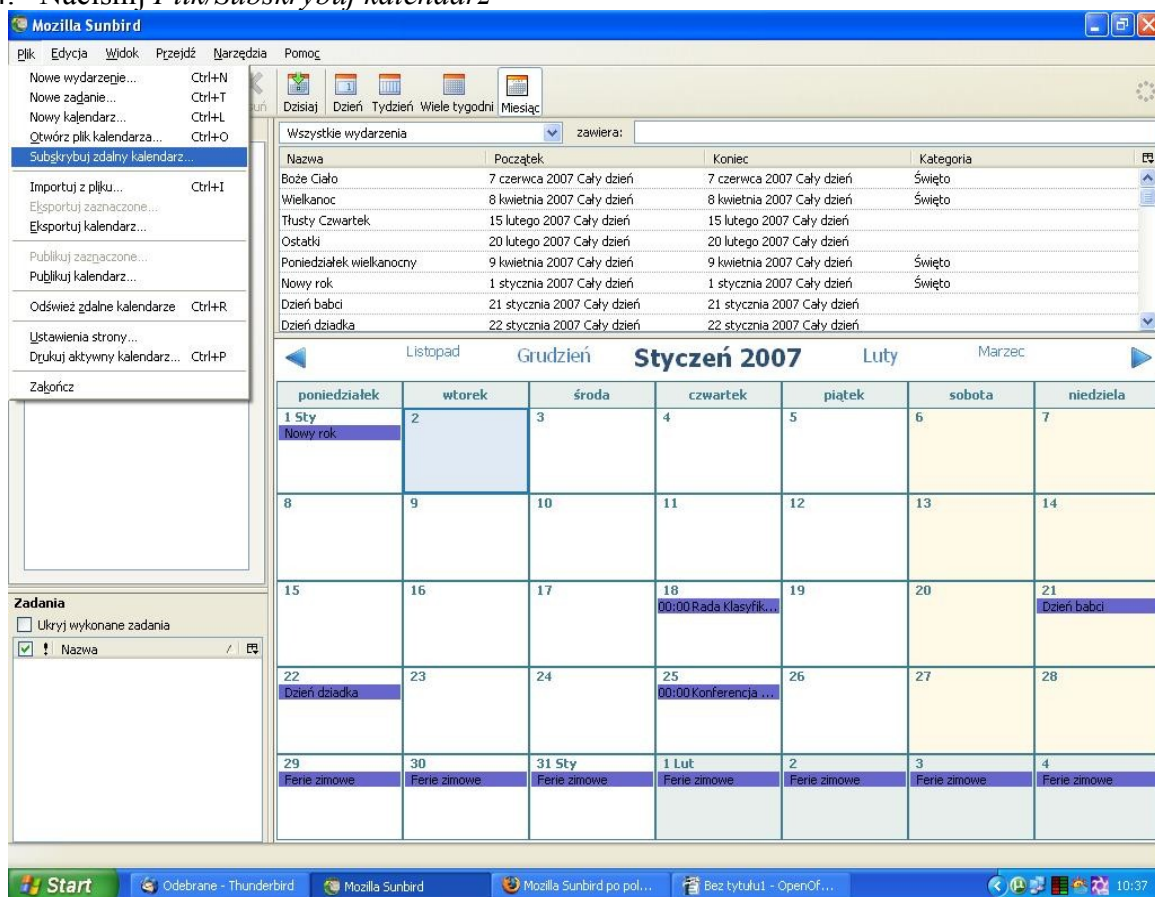 Naciśnij Plik/Subskrybuj kalendarz
Mozilla Sunbird
Plik Edycja Widok Przejdź Narzędzia Pomoc
Nowe wydarzenie... Ctrl+N
Nowe zadanie... Ctrl+T
Nowy kalendarz... Ctrl+L
Otwórz plik kalendarza... Ctrl+O
Subskrybuj zdalny kalendarz...
Importuj z pliku... Ctrl+I
Eksportuj zaznaczone...
Eksportuj kalendarz...
Publikuj zaznaczone...
Publikuj kalendarz...
Odśwież zdalne kalendarze Ctrl+R
Ustawienia strony...
Drukuj aktywny kalendarz... Ctrl+P
Zakończ
Dzisiaj Dzień Tydzień Wiele tygodni Miesiąc
Wszystkie wydarzenia zawiera:
Nazwa Początek Koniec Kategoria
Boże Ciało 7 czerwca 2007 Cały dzień 7 czerwca 2007 Cały dzień Święto
Wielkanoc 8 kwietnia 2007 Cały dzień 8 kwietnia 2007 Cały dzień Święto
Tłusty Czwartek 15 lutego 2007 Cały dzień 15 lutego 2007 Cały dzień
Ostatki 20 lutego 2007 Cały dzień 20 lutego 2007 Cały dzień
Poniedziałek wielkanocny 9 kwietnia 2007 Cały dzień 9 kwietnia 2007 Cały dzień Święto
Nowy rok 1 stycznia 2007 Cały dzień 1 stycznia 2007 Cały dzień Święto
Dzień babci 21 stycznia 2007 Cały dzień 21 stycznia 2007 Cały dzień
Dzień dziadka 22 stycznia 2007 Cały dzień 22 stycznia 2007 Cały dzień
Listopad Grudzień Styczeń 2007 Luty Marzec
poniedziałek wtorek środa czwartek piątek sobota niedziela
1 Sty 2 3 4 5 6 7
Nowy rok
8 9 10 11 12 13 14
15 16 17 18 19 20 21
00:00 Rada Klasyfik... Dzień babci
22 23 24 25 26 27 28
Dzień dziadka 00:00 Konferencja ...
29 30 31 Sty 1 Lut 2 3 4
Ferie zimowe Ferie zimowe Ferie zimowe Ferie zimowe Ferie zimowe Ferie zimowe Ferie zimowe
Zadania
Ukryj wykonane zadania
! Nazwa
Start Odebrane - Thunderbird Mozilla Sunbird Mozilla Sunbird po pol... Bez tytułu1 - OpenOf... 10:37